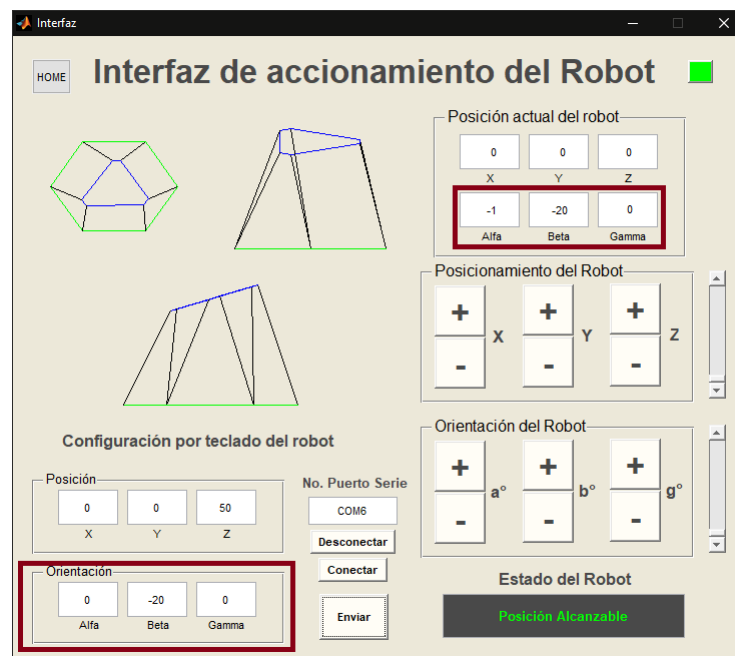 Interfaz
HOME
Interfaz de accionamiento del Robot
Posición actual del robot
0 0 0
X Y Z
-1 -20 0
Alfa Beta Gamma
Posicionamiento del Robot
+ + +
X Y Z
- - -
Configuración por teclado del robot
Orientación del Robot
+ + +
a° b° g°
- - -
Posición
0 0 50
X Y Z
No. Puerto Serie
COM6
Desconectar
Conectar
Enviar
Orientación
0 -20 0
Alfa Beta Gamma
Estado del Robot
Posición Alcanzable